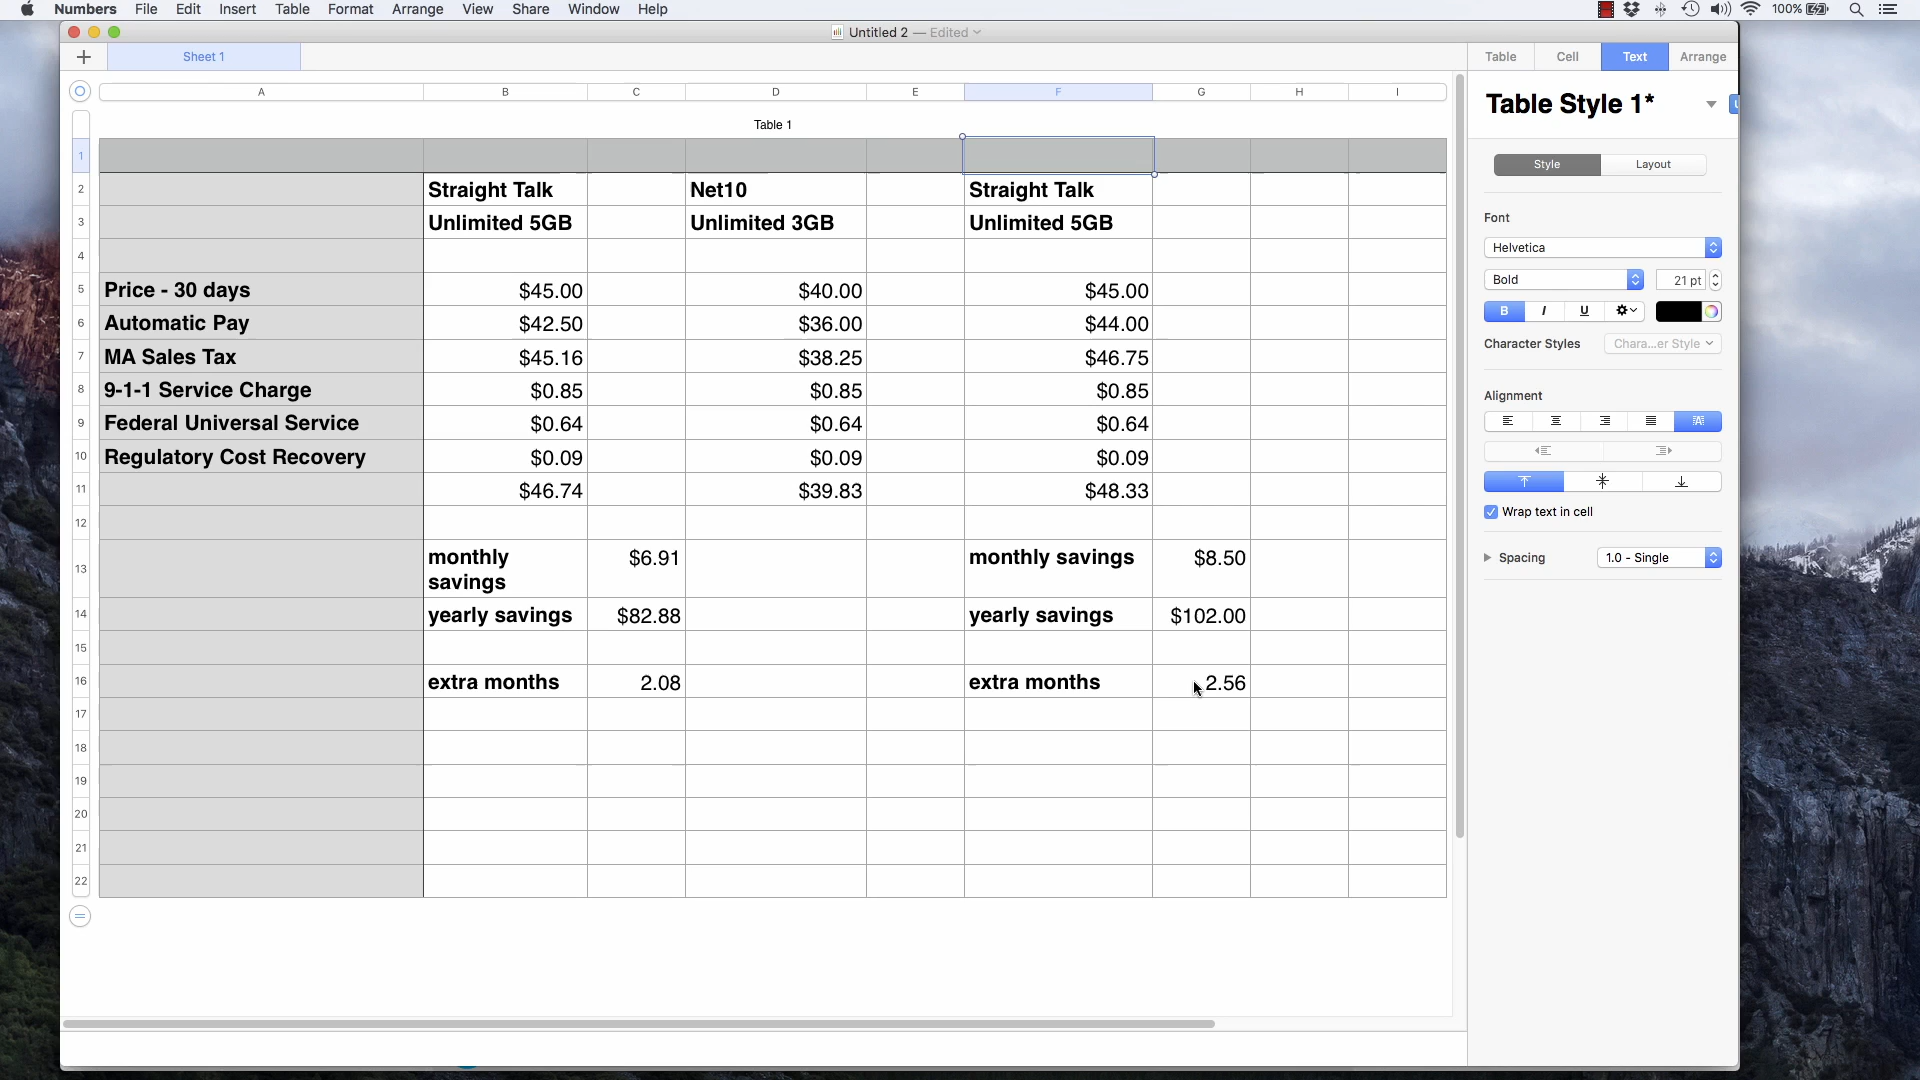 Numbers File Edit Insert Table Format Arrange View Share Window Help 100%
Untitled 2 — Edited
Sheet 1 Table Cell Text Arrange
A B C D E F G H I
Table Style 1*
Table 1
1
Style Layout
2 Straight Talk Net10 Straight Talk
3 Unlimited 5GB Unlimited 3GB Unlimited 5GB
Font
Helvetica
4
Bold 21 pt
5 Price - 30 days $45.00 $40.00 $45.00
B I U
6 Automatic Pay $42.50 $36.00 $44.00
Character Styles Chara...er Style
7 MA Sales Tax $45.16 $38.25 $46.75
8 9-1-1 Service Charge $0.85 $0.85 $0.85
Alignment
9 Federal Universal Service $0.64 $0.64 $0.64
10 Regulatory Cost Recovery $0.09 $0.09 $0.09
11 $46.74 $39.83 $48.33
Wrap text in cell
12
13 monthly $6.91 monthly savings $8.50
savings
Spacing 1.0 - Single
14 yearly savings $82.88 yearly savings $102.00
15
16 extra months 2.08 extra months 2.56
17
18
19
20
21
22